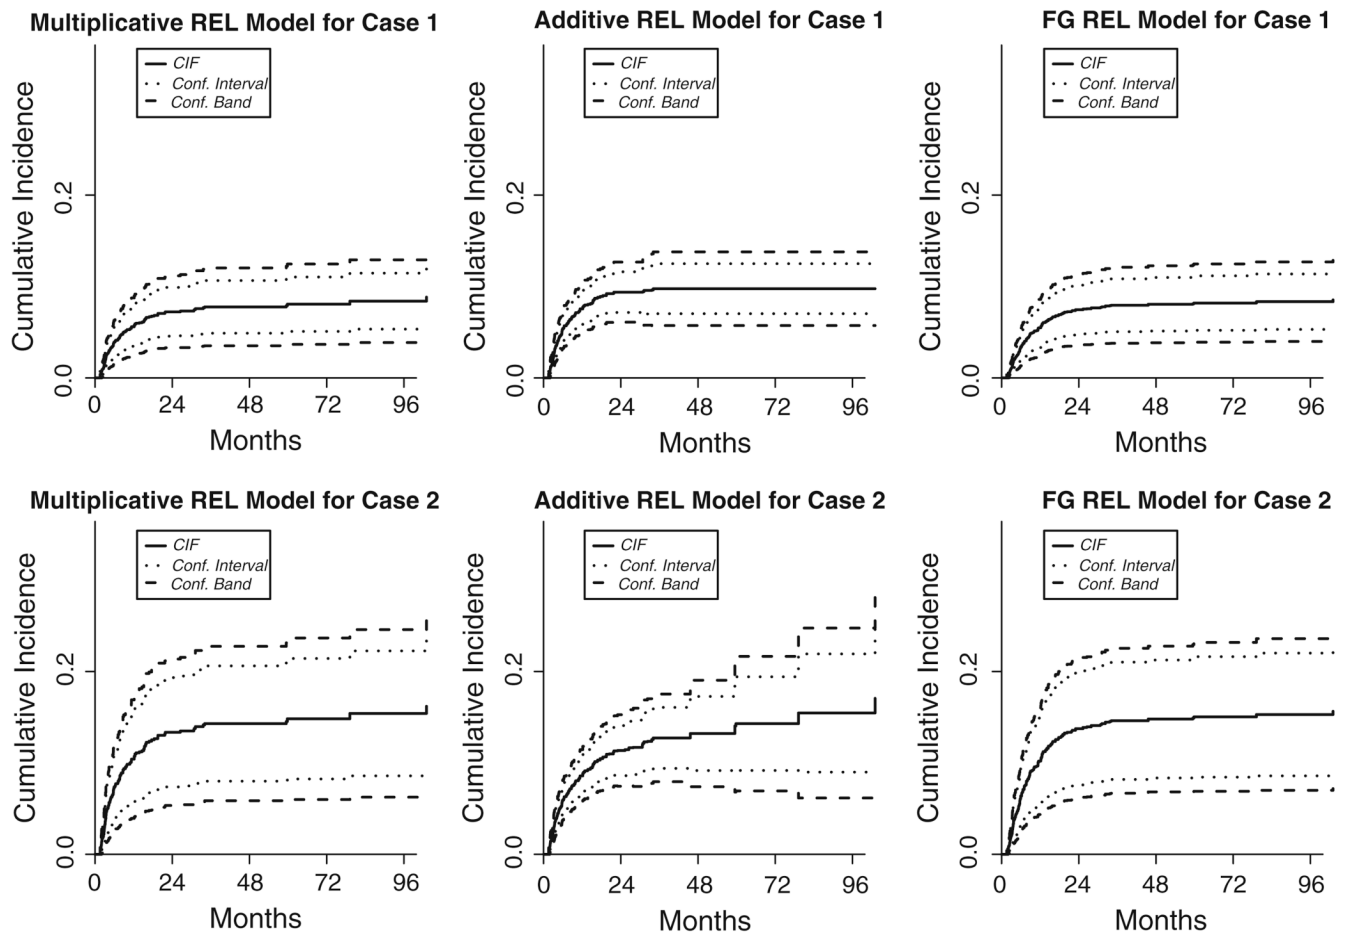 Multiplicative REL Model for Case 1
CIF
Conf. Interval
Conf. Band
Cumulative Incidence
0.2
0.0
0 24 48 72 96
Months
Additive REL Model for Case 1
CIF
Conf. Interval
Conf. Band
Cumulative Incidence
0.2
0.0
0 24 48 72 96
Months
FG REL Model for Case 1
CIF
Conf. Interval
Conf. Band
Cumulative Incidence
0.2
0.0
0 24 48 72 96
Months
Multiplicative REL Model for Case 2
CIF
Conf. Interval
Conf. Band
Cumulative Incidence
0.2
0.0
0 24 48 72 96
Months
Additive REL Model for Case 2
CIF
Conf. Interval
Conf. Band
Cumulative Incidence
0.2
0.0
0 24 48 72 96
Months
FG REL Model for Case 2
CIF
Conf. Interval
Conf. Band
Cumulative Incidence
0.2
0.0
0 24 48 72 96
Months